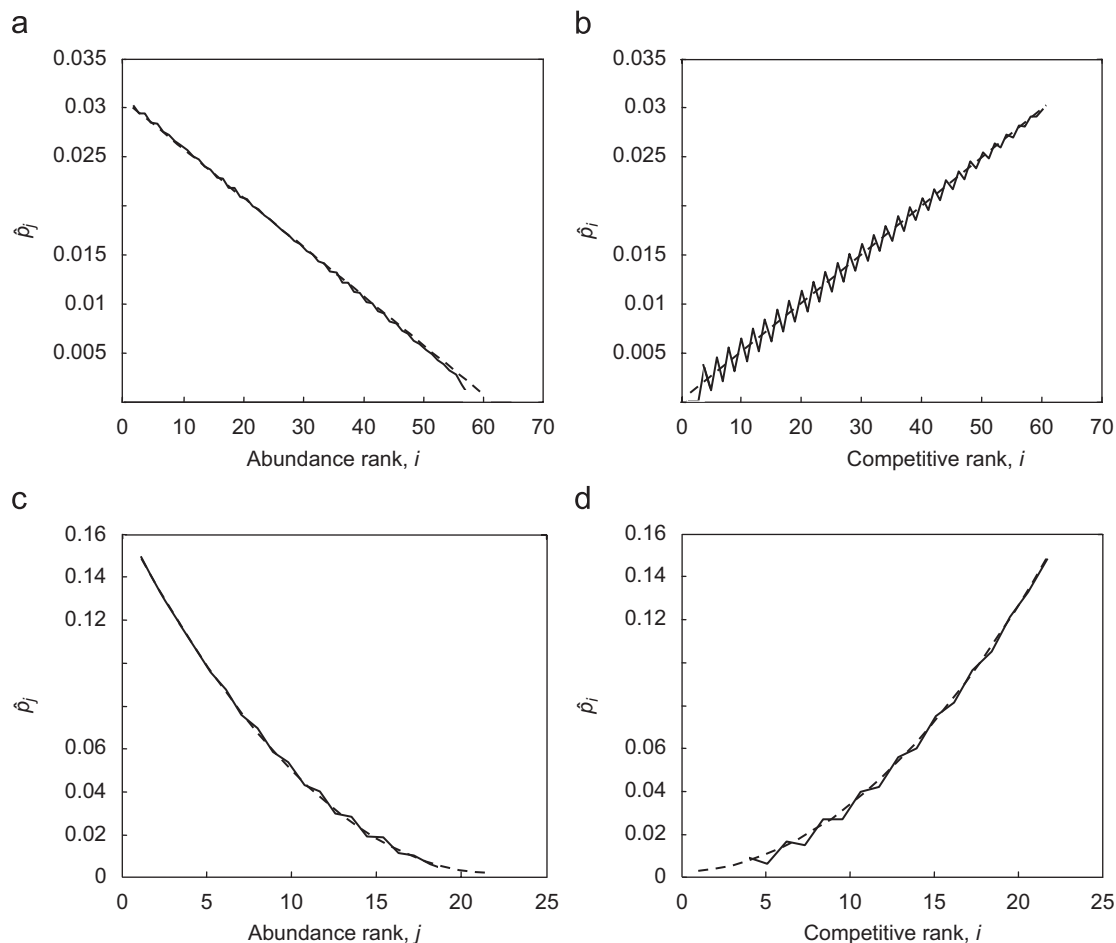 a
b
0.035
0.03
0.025
0.015
0.01
0.005
p̂j
0 10 20 30 40 50 60 70
Abundance rank, i
0.035
0.03
0.025
0.015
0.01
0.005
p̂i
0 10 20 30 40 50 60 70
Competitive rank, i
c
d
0.16
0.14
0.12
0.06
0.04
0.02
0
p̂j
0 5 10 15 20 25
Abundance rank, j
0.16
0.14
0.12
0.06
0.04
0.02
0
p̂i
0 5 10 15 20 25
Competitive rank, i